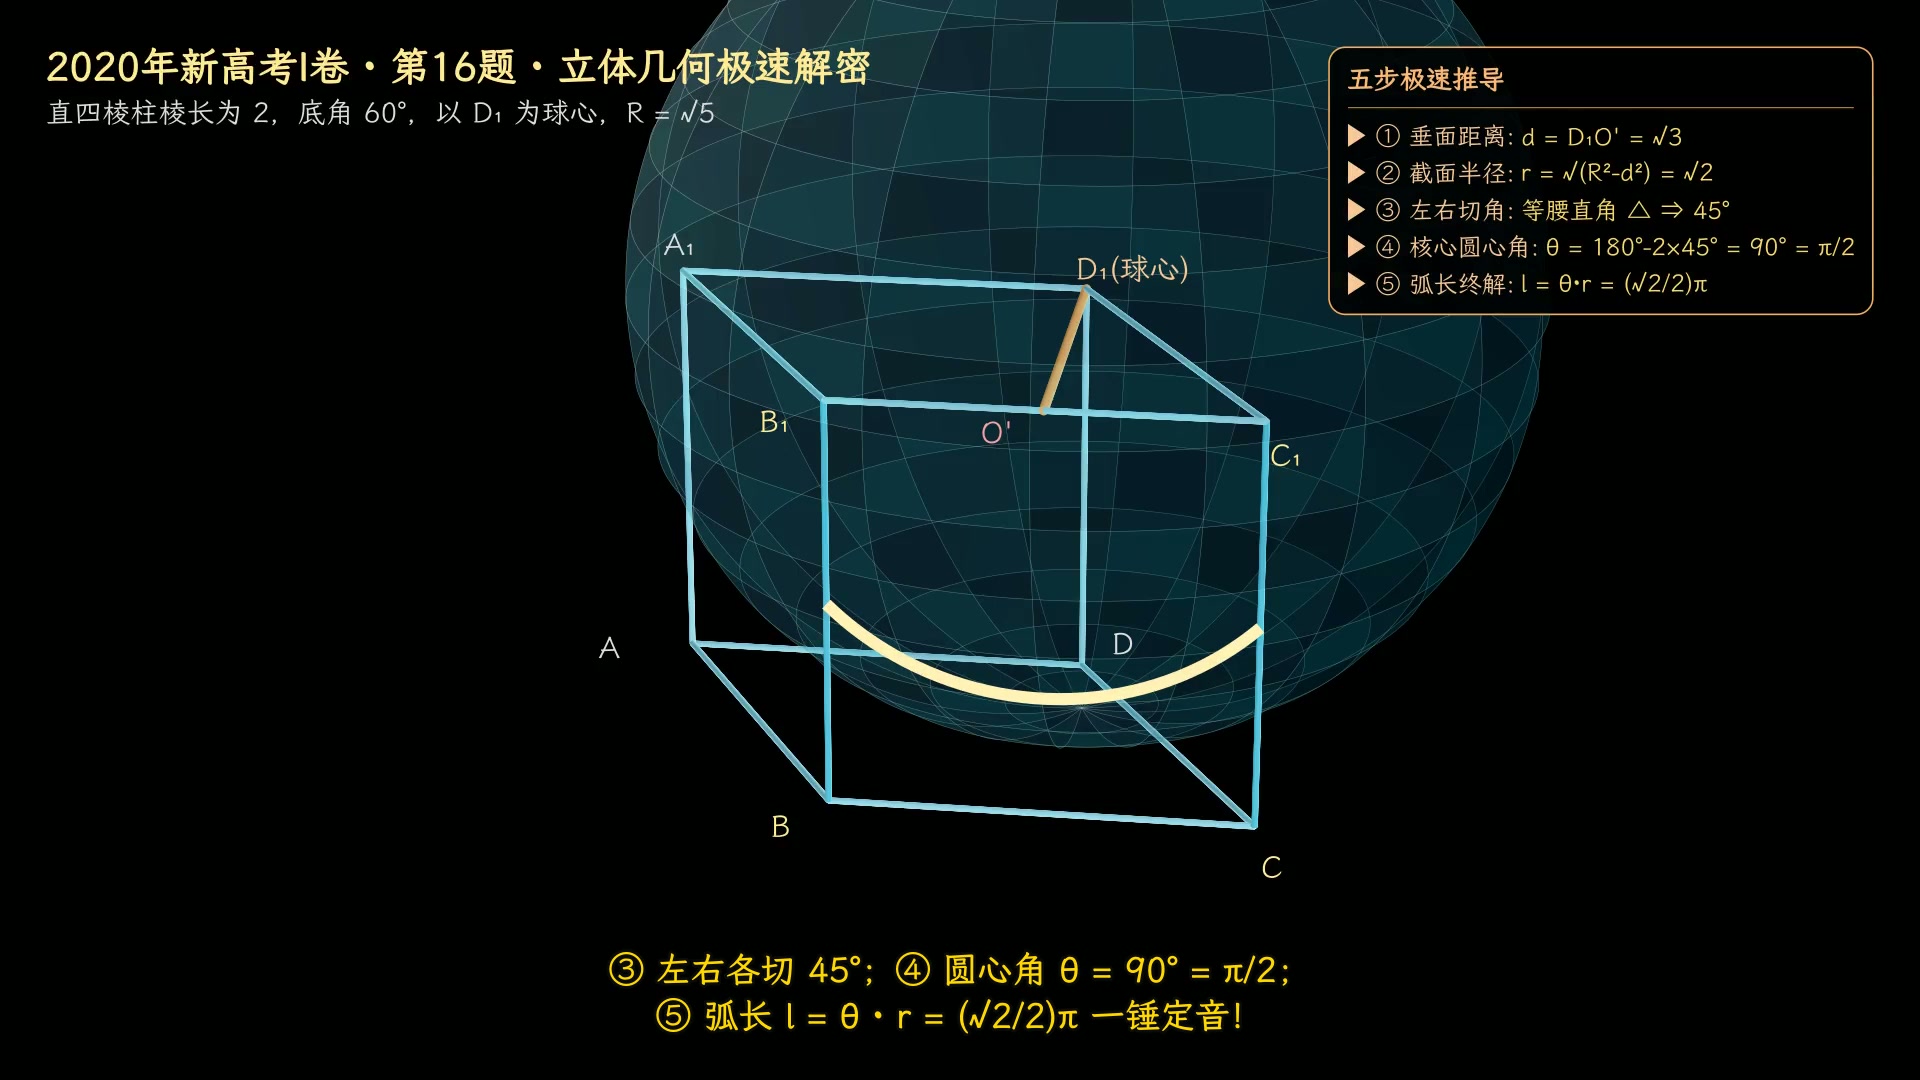 2020年新高考I卷·第16题·立体几何极速解密
直四棱柱棱长为 2，底角 60°，以 D₁ 为球心，R = √5
五步极速推导
▶ ① 垂面距离: d = D₁O' = √3
▶ ② 截面半径: r = √(R²-d²) = √2
▶ ③ 左右切角: 等腰直角 △ ⇒ 45°
▶ ④ 核心圆心角: θ = 180°-2×45° = 90° = π/2
▶ ⑤ 弧长终解: l = θ·r = (√2/2)π
A₁
D₁(球心)
B₁
O'
C₁
A
D
B
C
③ 左右各切 45°；④ 圆心角 θ = 90° = π/2；
⑤ 弧长 l = θ · r = (√2/2)π 一锤定音！